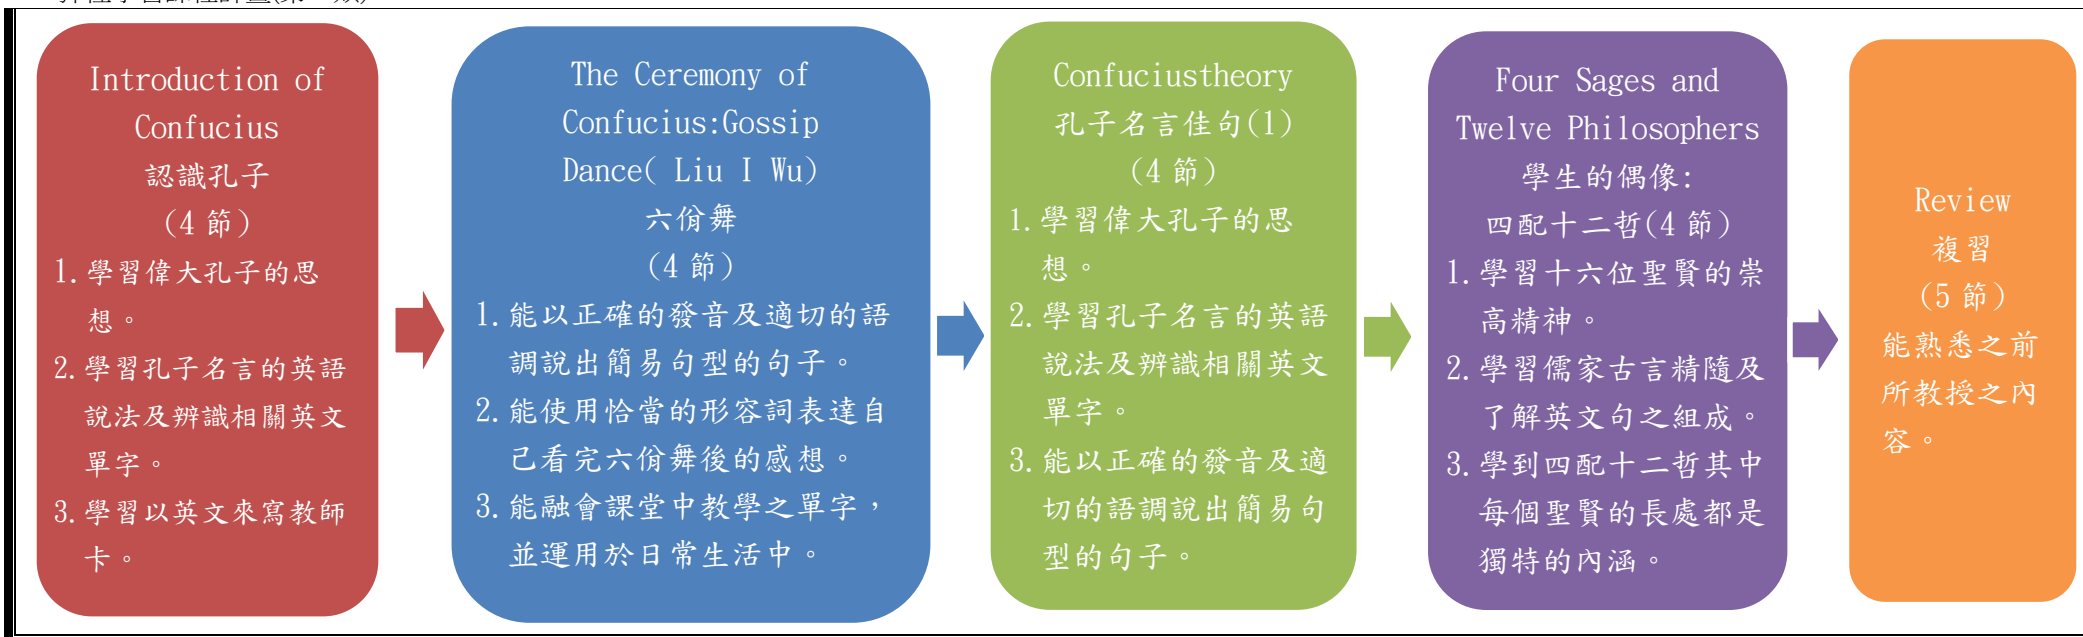 Introduction of
Confucius
認識孔子
(4 節)
1.學習偉大孔子的思
想。
2.學習孔子名言的英語
說法及辨識相關英文
單字。
3.學習以英文來寫教師
卡。
The Ceremony of
Confucius:Gossip
Dance( Liu I Wu)
六佾舞
(4 節)
1.能以正確的發音及適切的語
調說出簡易句型的句子。
2.能使用恰當的形容詞表達自
己看完六佾舞後的感想。
3.能融會課堂中教學之單字，
並運用於日常生活中。
Confuciustheory
孔子名言佳句(1)
(4 節)
1.學習偉大孔子的思
想。
2.學習孔子名言的英語
說法及辨識相關英文
單字。
3.能以正確的發音及適
切的語調說出簡易句
型的句子。
Four Sages and
Twelve Philosophers
學生的偶像:
四配十二哲(4 節)
1.學習十六位聖賢的崇
高精神。
2.學習儒家古言精隨及
了解英文句之組成。
3.學到四配十二哲其中
每個聖賢的長處都是
獨特的內涵。
Review
複習
(5 節)
能熟悉之前
所教授之內
容。